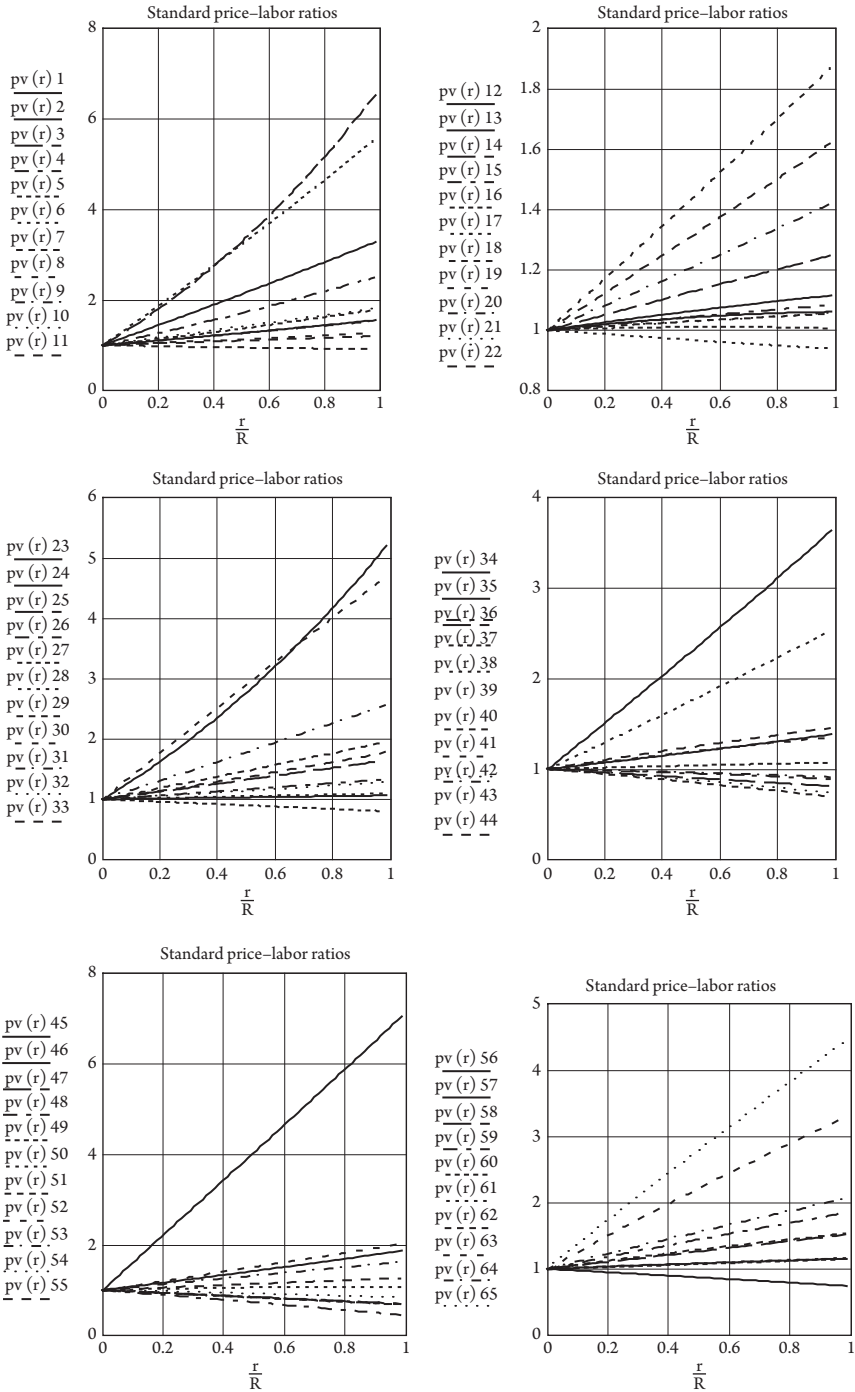 Standard price–labor ratios
pv (r) 1
pv (r) 2
pv (r) 3
pv (r) 4
pv (r) 5
pv (r) 6
pv (r) 7
pv (r) 8
pv (r) 9
pv (r) 10
pv (r) 11
8
6
4
2
0
0 0.2 0.4 0.6 0.8 1
r
R
Standard price–labor ratios
pv (r) 12
pv (r) 13
pv (r) 14
pv (r) 15
pv (r) 16
pv (r) 17
pv (r) 18
pv (r) 19
pv (r) 20
pv (r) 21
pv (r) 22
2
1.8
1.6
1.4
1.2
1
0.8
0 0.2 0.4 0.6 0.8 1
r
R
Standard price–labor ratios
pv (r) 23
pv (r) 24
pv (r) 25
pv (r) 26
pv (r) 27
pv (r) 28
pv (r) 29
pv (r) 30
pv (r) 31
pv (r) 32
pv (r) 33
6
5
4
3
2
1
0
0 0.2 0.4 0.6 0.8 1
r
R
Standard price–labor ratios
pv (r) 34
pv (r) 35
pv (r) 36
pv (r) 37
pv (r) 38
pv (r) 39
pv (r) 40
pv (r) 41
pv (r) 42
pv (r) 43
pv (r) 44
4
3
2
1
0
0 0.2 0.4 0.6 0.8 1
r
R
Standard price–labor ratios
pv (r) 45
pv (r) 46
pv (r) 47
pv (r) 48
pv (r) 49
pv (r) 50
pv (r) 51
pv (r) 52
pv (r) 53
pv (r) 54
pv (r) 55
8
6
4
2
0
0 0.2 0.4 0.6 0.8 1
r
R
Standard price–labor ratios
pv (r) 56
pv (r) 57
pv (r) 58
pv (r) 59
pv (r) 60
pv (r) 61
pv (r) 62
pv (r) 63
pv (r) 64
pv (r) 65
5
4
3
2
1
0
0 0.2 0.4 0.6 0.8 1
r
R